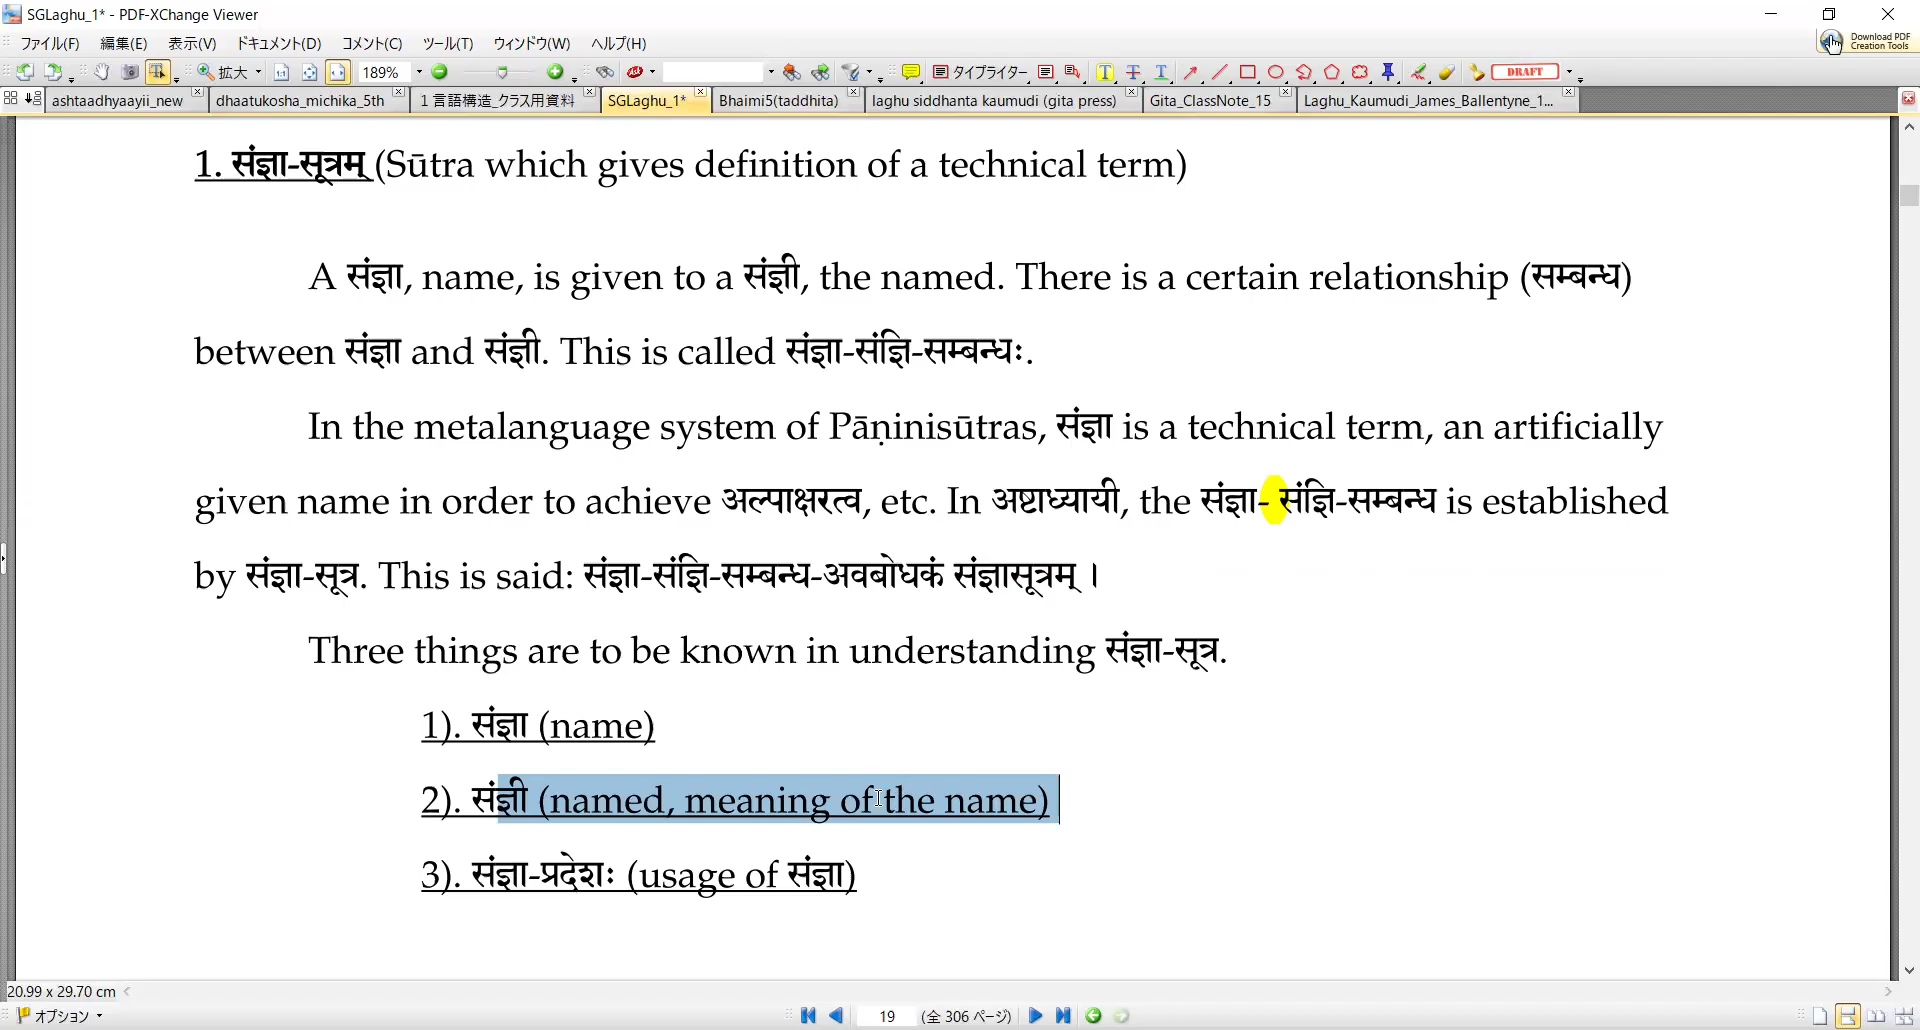 SGLaghu_1* - PDF-XChange Viewer
ファイル(F) 編集(E) 表示(V) ドキュメント(D) コメント(C) ツール(T) ウィンドウ(W) ヘルプ(H)
Download PDF
Creation Tools
拡大 189% タイプライター DRAFT
ashtaadhyaayii_new dhaatukosha_michika_5th 1 言語構造_クラス用資料 SGLaghu_1* Bhaimi5(taddhita) laghu siddhanta kaumudi (gita press) Gita_ClassNote_15 Laghu_Kaumudi_James_Ballentyne_1...
1. संज्ञा-सूत्रम् (Sūtra which gives definition of a technical term)
A संज्ञा, name, is given to a संज्ञी, the named. There is a certain relationship (सम्बन्ध)
between संज्ञा and संज्ञी. This is called संज्ञा-संज्ञि-सम्बन्धः.
In the metalanguage system of Pāṇinisūtras, संज्ञा is a technical term, an artificially
given name in order to achieve अल्पाक्षरत्व, etc. In अष्टाध्यायी, the संज्ञा- संज्ञि-सम्बन्ध is established
by संज्ञा-सूत्र. This is said: संज्ञा-संज्ञि-सम्बन्ध-अवबोधकं संज्ञासूत्रम् ।
Three things are to be known in understanding संज्ञा-सूत्र.
1). संज्ञा (name)
2). संज्ञी (named, meaning of the name)
3). संज्ञा-प्रदेशः (usage of संज्ञा)
20.99 x 29.70 cm
オプション 19 (全 306 ページ)